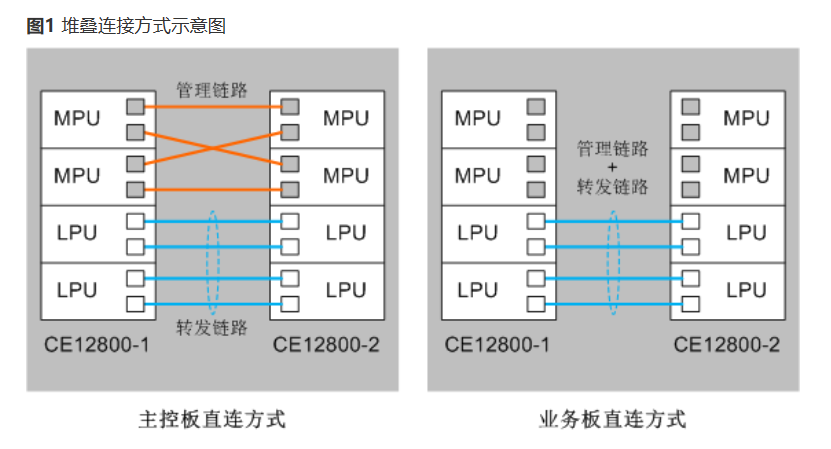 图1 堆叠连接方式示意图
管理链路
MPU
MPU
MPU
MPU
LPU
LPU
LPU
LPU
转发链路
CE12800-1
CE12800-2
主控板直连方式
MPU
MPU
管理链路
+
转发链路
MPU
MPU
LPU
LPU
LPU
LPU
CE12800-1
CE12800-2
业务板直连方式